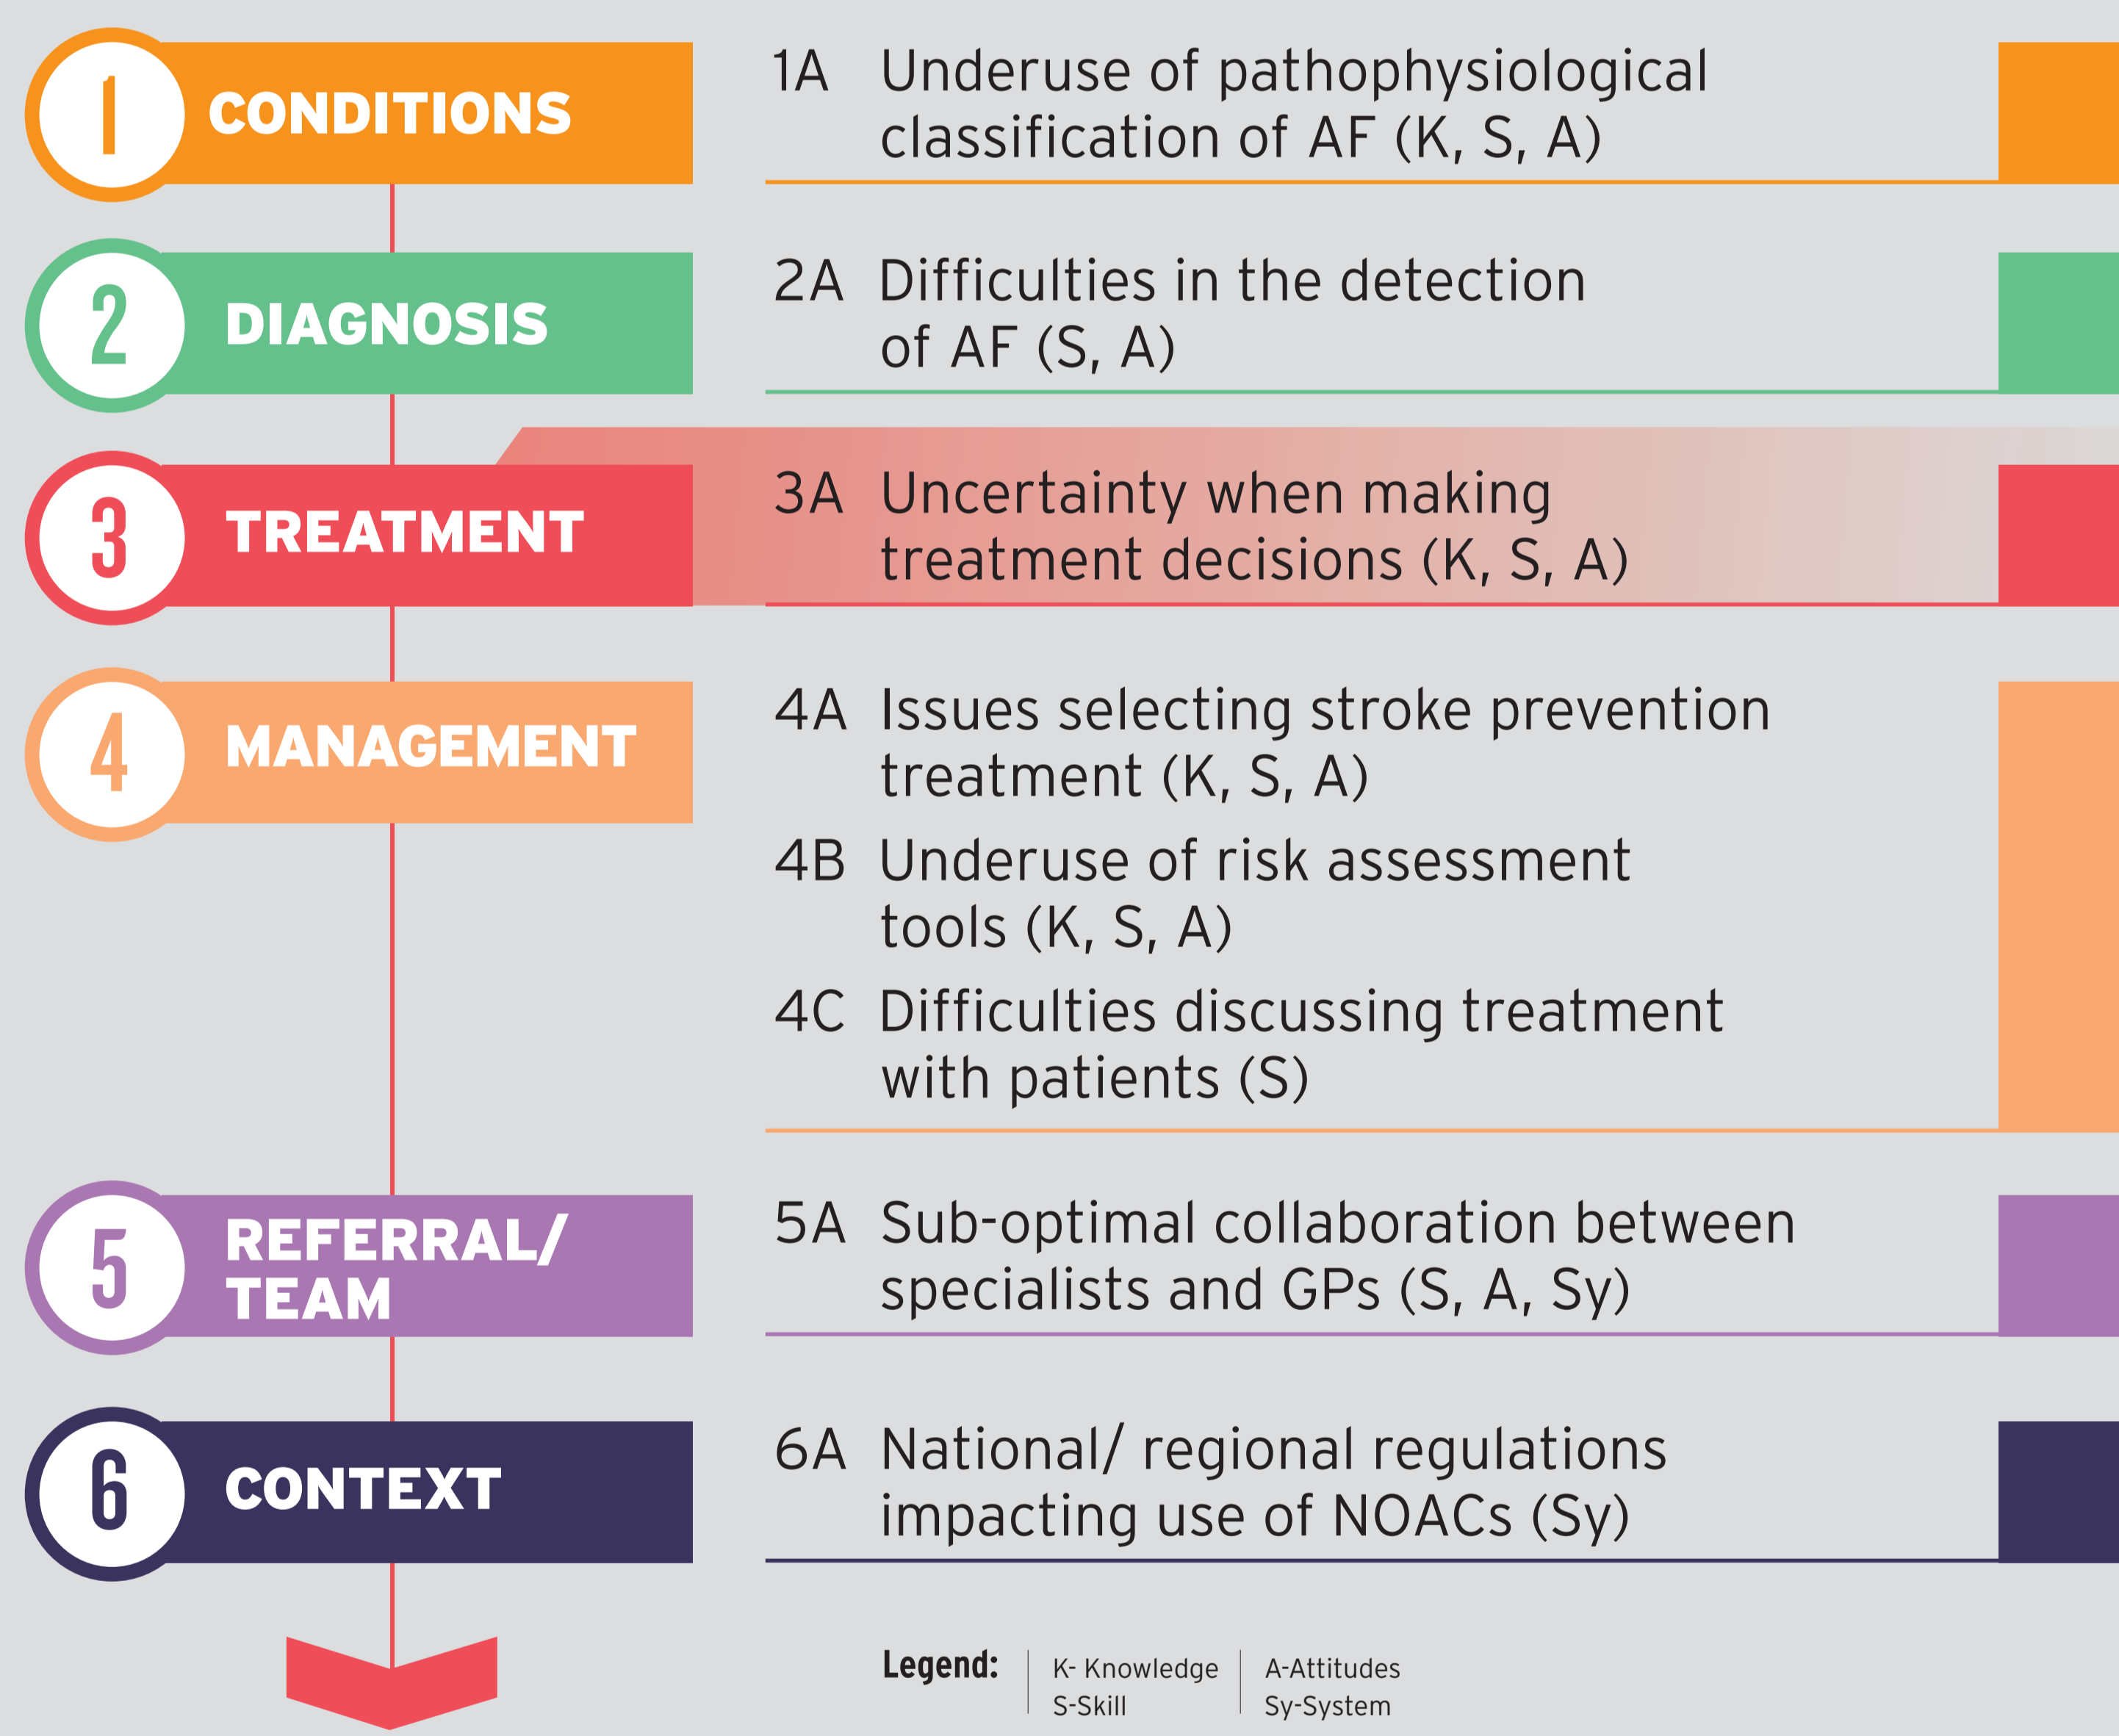 1 CONDITIONS
1A Underuse of pathophysiological
classification of AF (K, S, A)
2 DIAGNOSIS
2A Difficulties in the detection
of AF (S, A)
3 TREATMENT
3A Uncertainty when making
treatment decisions (K, S, A)
4 MANAGEMENT
4A Issues selecting stroke prevention
treatment (K, S, A)
4B Underuse of risk assessment
tools (K, S, A)
4C Difficulties discussing treatment
with patients (S)
5 REFERRAL/
TEAM
5A Sub-optimal collaboration between
specialists and GPs (S, A, Sy)
6 CONTEXT
6A National/ regional regulations
impacting use of NOACs (Sy)
Legend:
K- Knowledge
S-Skill
A-Attitudes
Sy-System